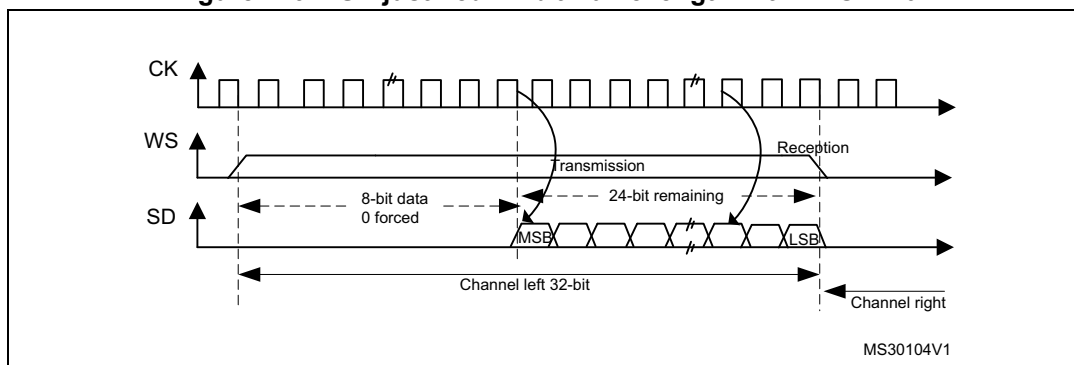 CK
WS
Transmission
Reception
8-bit data
0 forced
24-bit remaining
SD
MSB
LSB
Channel left 32-bit
Channel right
MS30104V1